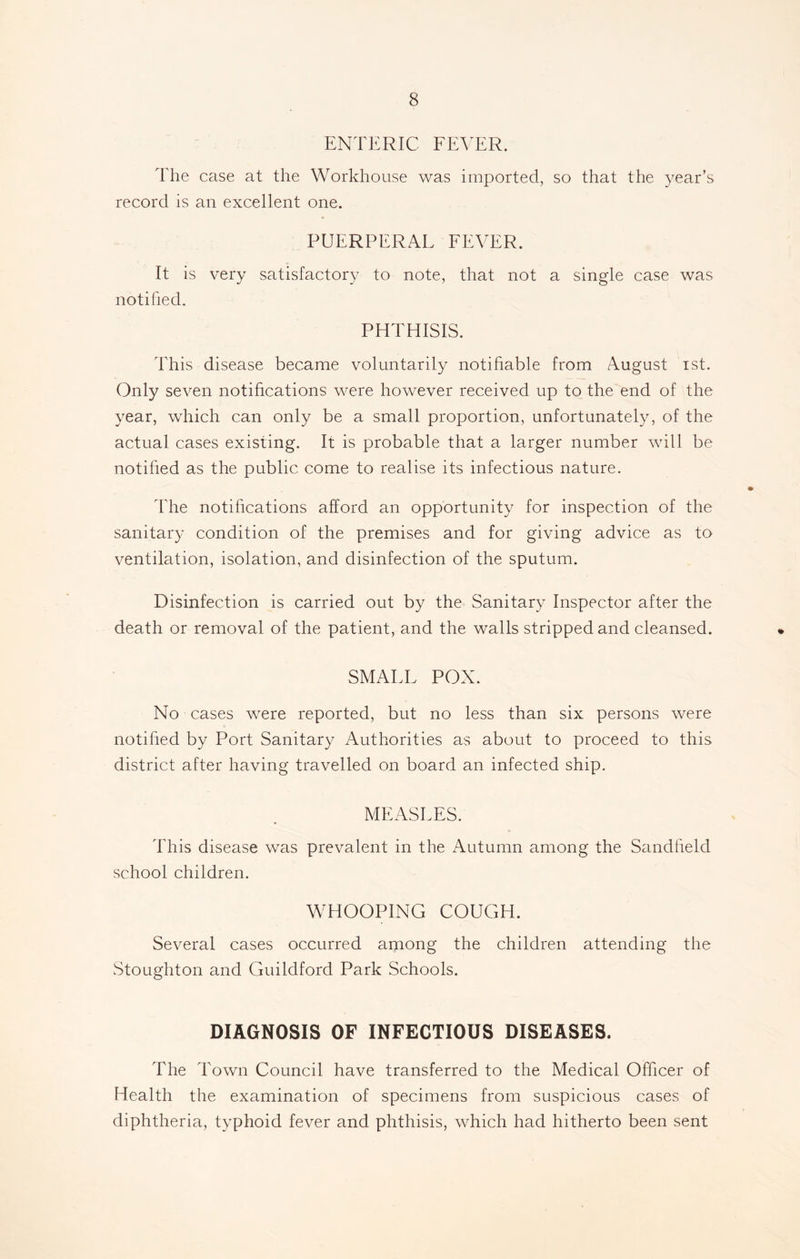 8
ENTERIC FEVER.
The case at the Workhouse was imported, so that the year's
record is an excellent one.
PUERPERAL FEVER.
It is very satisfactory to note, that not a single case was
notified.
PHTHISIS.
This disease became voluntarily notifiable from August 1st.
Only seven notifications were however received up to the end of the
year, which can only be a small proportion, unfortunately, of the
actual cases existing. It is probable that a larger number will be
notified as the public come to realise its infectious nature.
The notifications afford an opportunity for inspection of the
sanitary condition of the premises and for giving advice as to
ventilation, isolation, and disinfection of the sputum.
Disinfection is carried out by the Sanitary Inspector after the
death or removal of the patient, and the walls stripped and cleansed.
SMALL POX.
No cases were reported, but no less than six persons were
notified by Port Sanitary Authorities as about to proceed to this
district after having travelled on board an infected ship.
MEASLES.
This disease was prevalent in the Autumn among the Sandfield
school children.
WHOOPING COUGH.
Several cases occurred among the children attending the
Stoughton and Guildford Park Schools.
DIAGNOSIS OF INFECTIOUS DISEASES.
The Town Council have transferred to the Medical Officer of
Health the examination of specimens from suspicious cases of
diphtheria, typhoid fever and phthisis, which had hitherto been sent